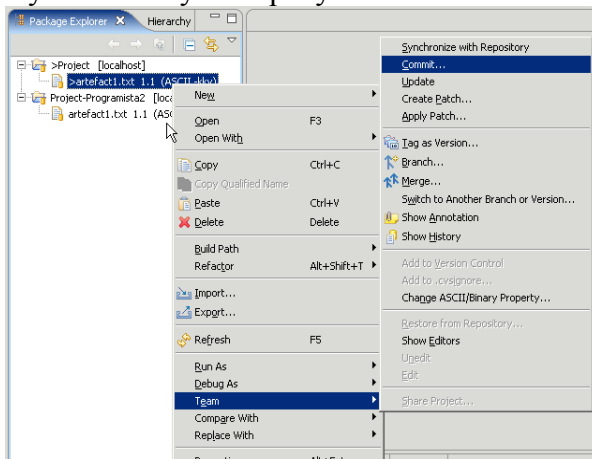 Package Explorer Hierarchy
>Project [localhost]
>artefact1.txt 1.1 (ASCII -kkv)
Project-Programista2 [loca
artefact1.txt 1.1 (ASC
New
Open F3
Open With
Copy Ctrl+C
Copy Qualified Name
Paste Ctrl+V
Delete Delete
Build Path
Refactor Alt+Shift+T
Import...
Export...
Refresh F5
Run As
Debug As
Team
Compare With
Replace With
Synchronize with Repository
Commit...
Update
Create Patch...
Apply Patch...
Tag as Version...
Branch...
Merge...
Switch to Another Branch or Version...
Show Annotation
Show History
Add to Version Control
Add to .cvsignore...
Change ASCII/Binary Property...
Restore from Repository...
Show Editors
Unedit
Edit
Share Project...